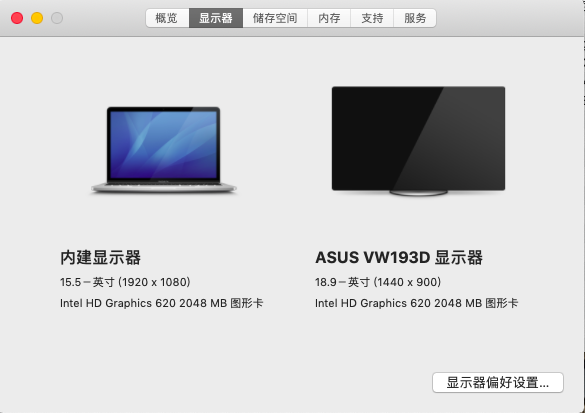 概览 显示器 储存空间 内存 支持 服务
内建显示器
15.5－英寸 (1920 x 1080)
Intel HD Graphics 620 2048 MB 图形卡
ASUS VW193D 显示器
18.9－英寸 (1440 x 900)
Intel HD Graphics 620 2048 MB 图形卡
显示器偏好设置...